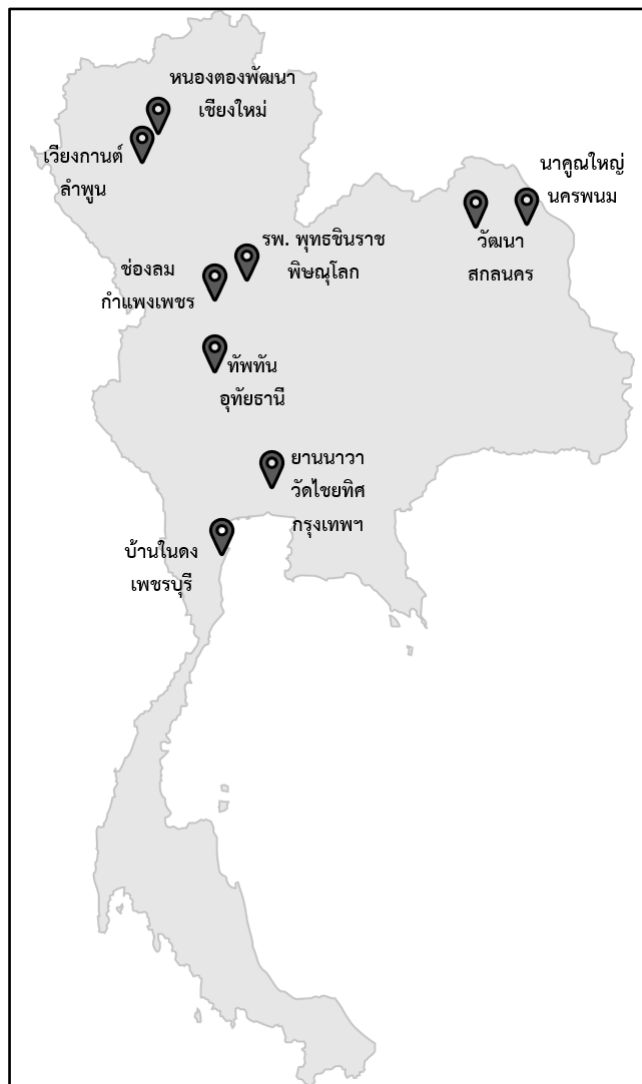 หนองตองพัฒนา
เชียงใหม่
เวียงกานต์
ลำพูน
นาคูณใหญ่
นครพนม
วัฒนา
สกลนคร
รพ. พุทธชินราช
พิษณุโลก
ช่องลม
กำแพงเพชร
ทัพทัน
อุทัยธานี
ยานนาวา
วัดไชยทิศ
กรุงเทพฯ
บ้านในดง
เพชรบุรี